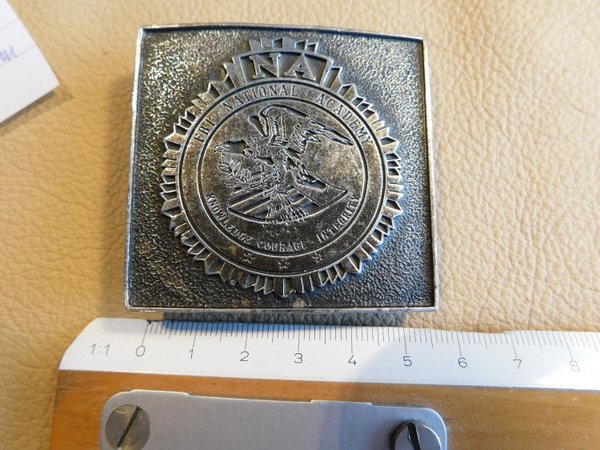 NA
FBI NATIONAL ACADEMY
KNOWLEDGE COURAGE INTEGRITY
1:1 0 1 2 3 4 5 6 7 8